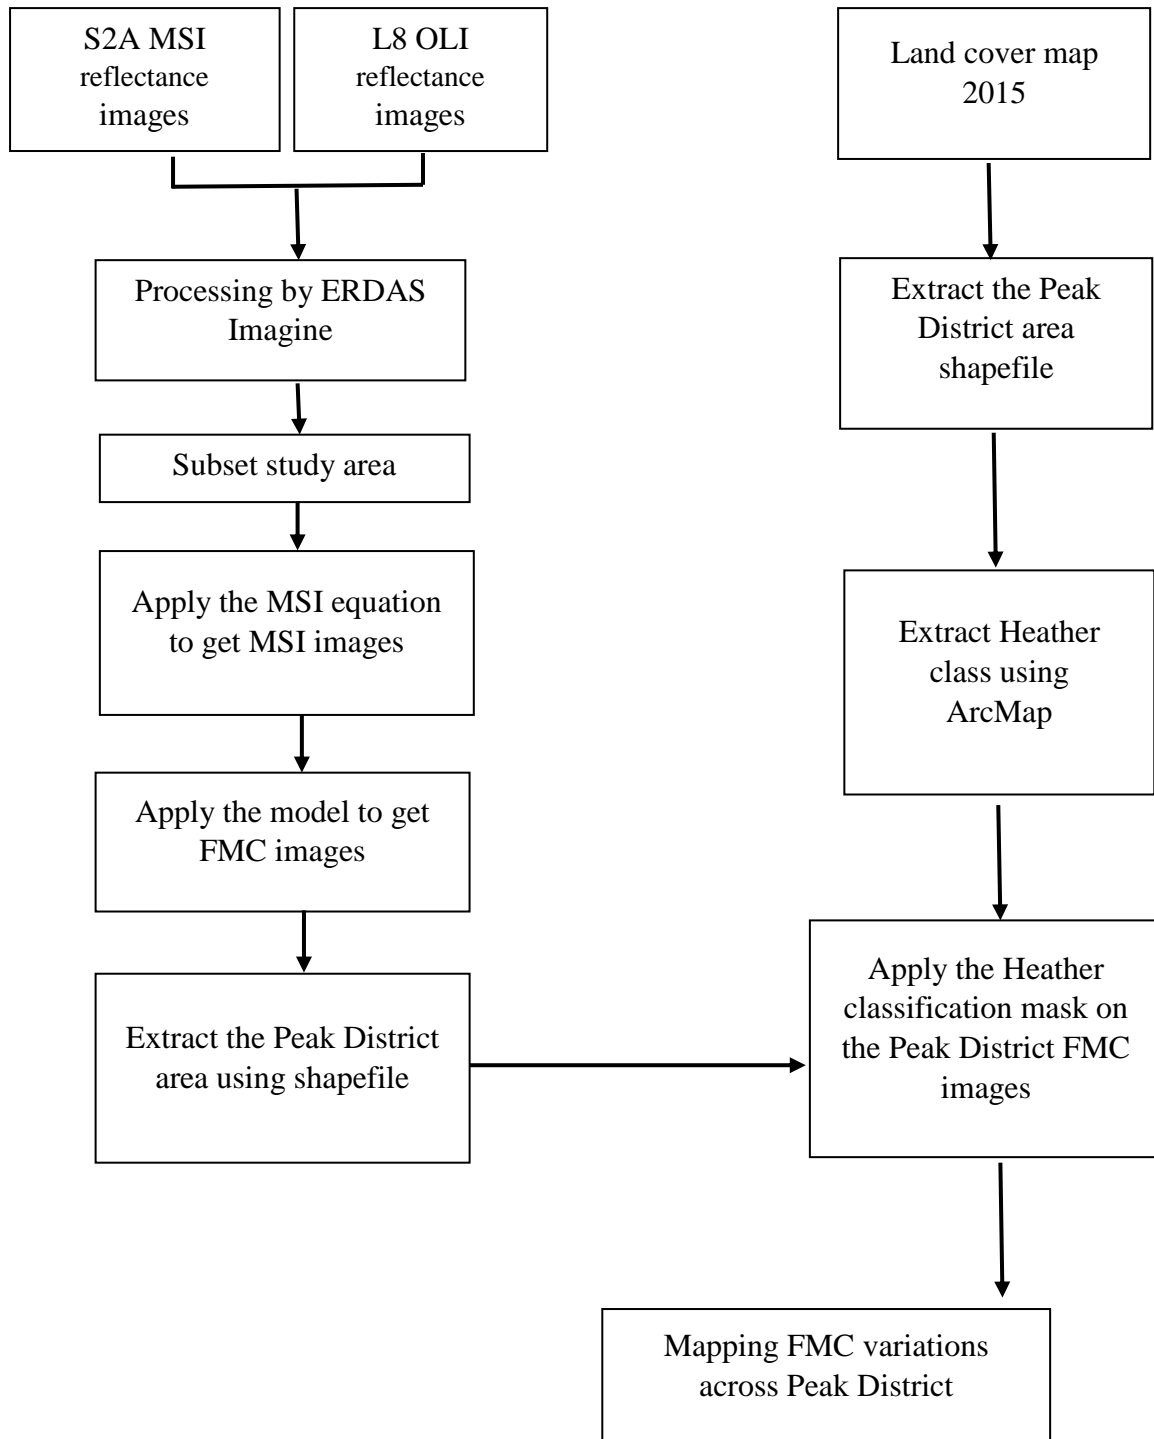 S2A MSI
reflectance
images
L8 OLI
reflectance
images
Land cover map
2015
Processing by ERDAS
Imagine
Extract the Peak
District area
shapefile
Subset study area
Apply the MSI equation
to get MSI images
Extract Heather
class using
ArcMap
Apply the model to get
FMC images
Extract the Peak District
area using shapefile
Apply the Heather
classification mask on
the Peak District FMC
images
Mapping FMC variations
across Peak District